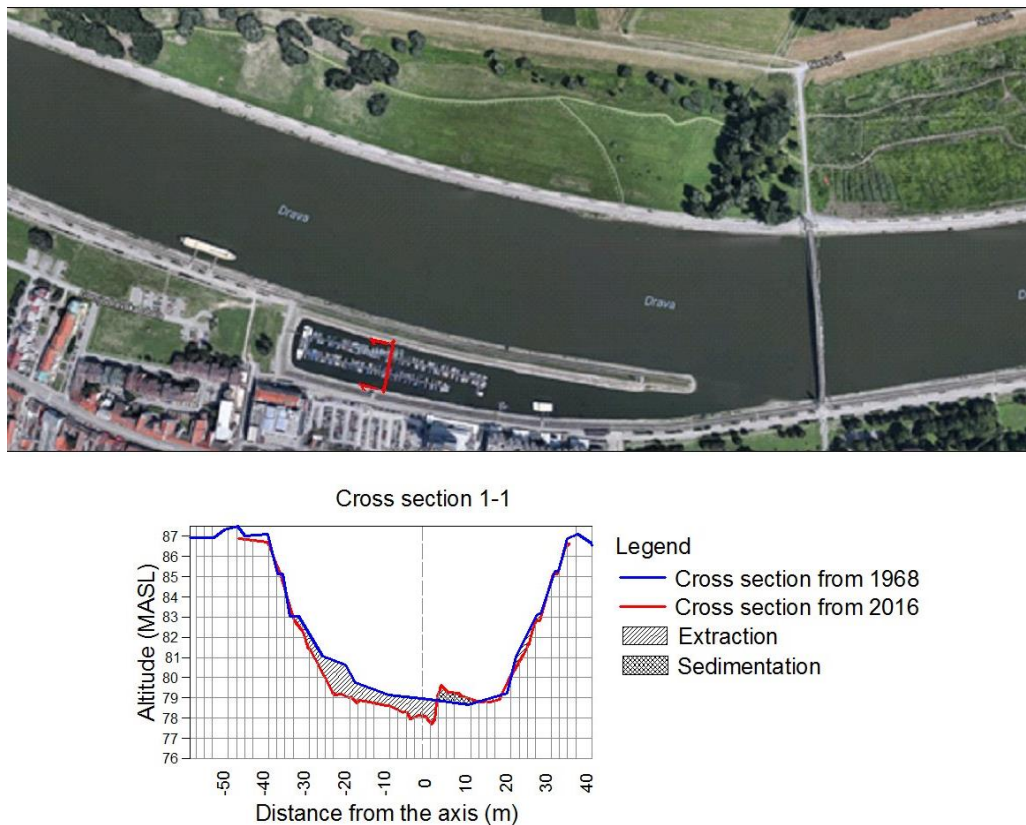 Drava
Drava
D
Cross section 1-1
Altitude (MASL)
87
86
85
84
83
82
81
80
79
78
77
76
-50
-40
-30
-20
-10
0
10
20
30
40
Distance from the axis (m)
Legend
Cross section from 1968
Cross section from 2016
Extraction
Sedimentation